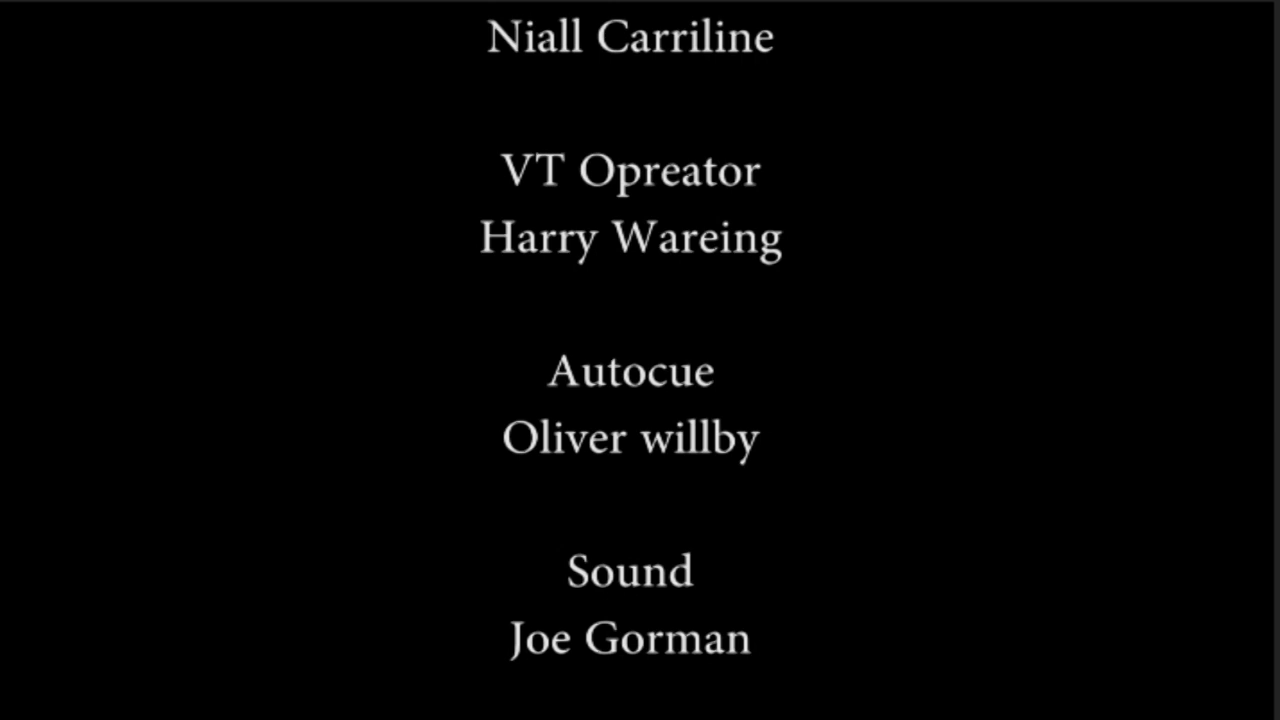 Niall Carriline
VT Opreator
Harry Wareing
Autocue
Oliver willby
Sound
Joe Gorman